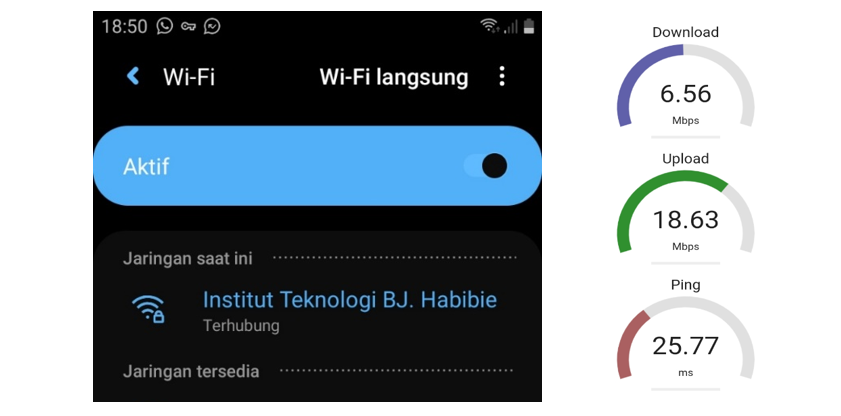 18:50
Wi-Fi
Wi-Fi langsung
Aktif
Jaringan saat ini
Institut Teknologi BJ. Habibie
Terhubung
Jaringan tersedia
Download
6.56
Mbps
Upload
18.63
Mbps
Ping
25.77
ms